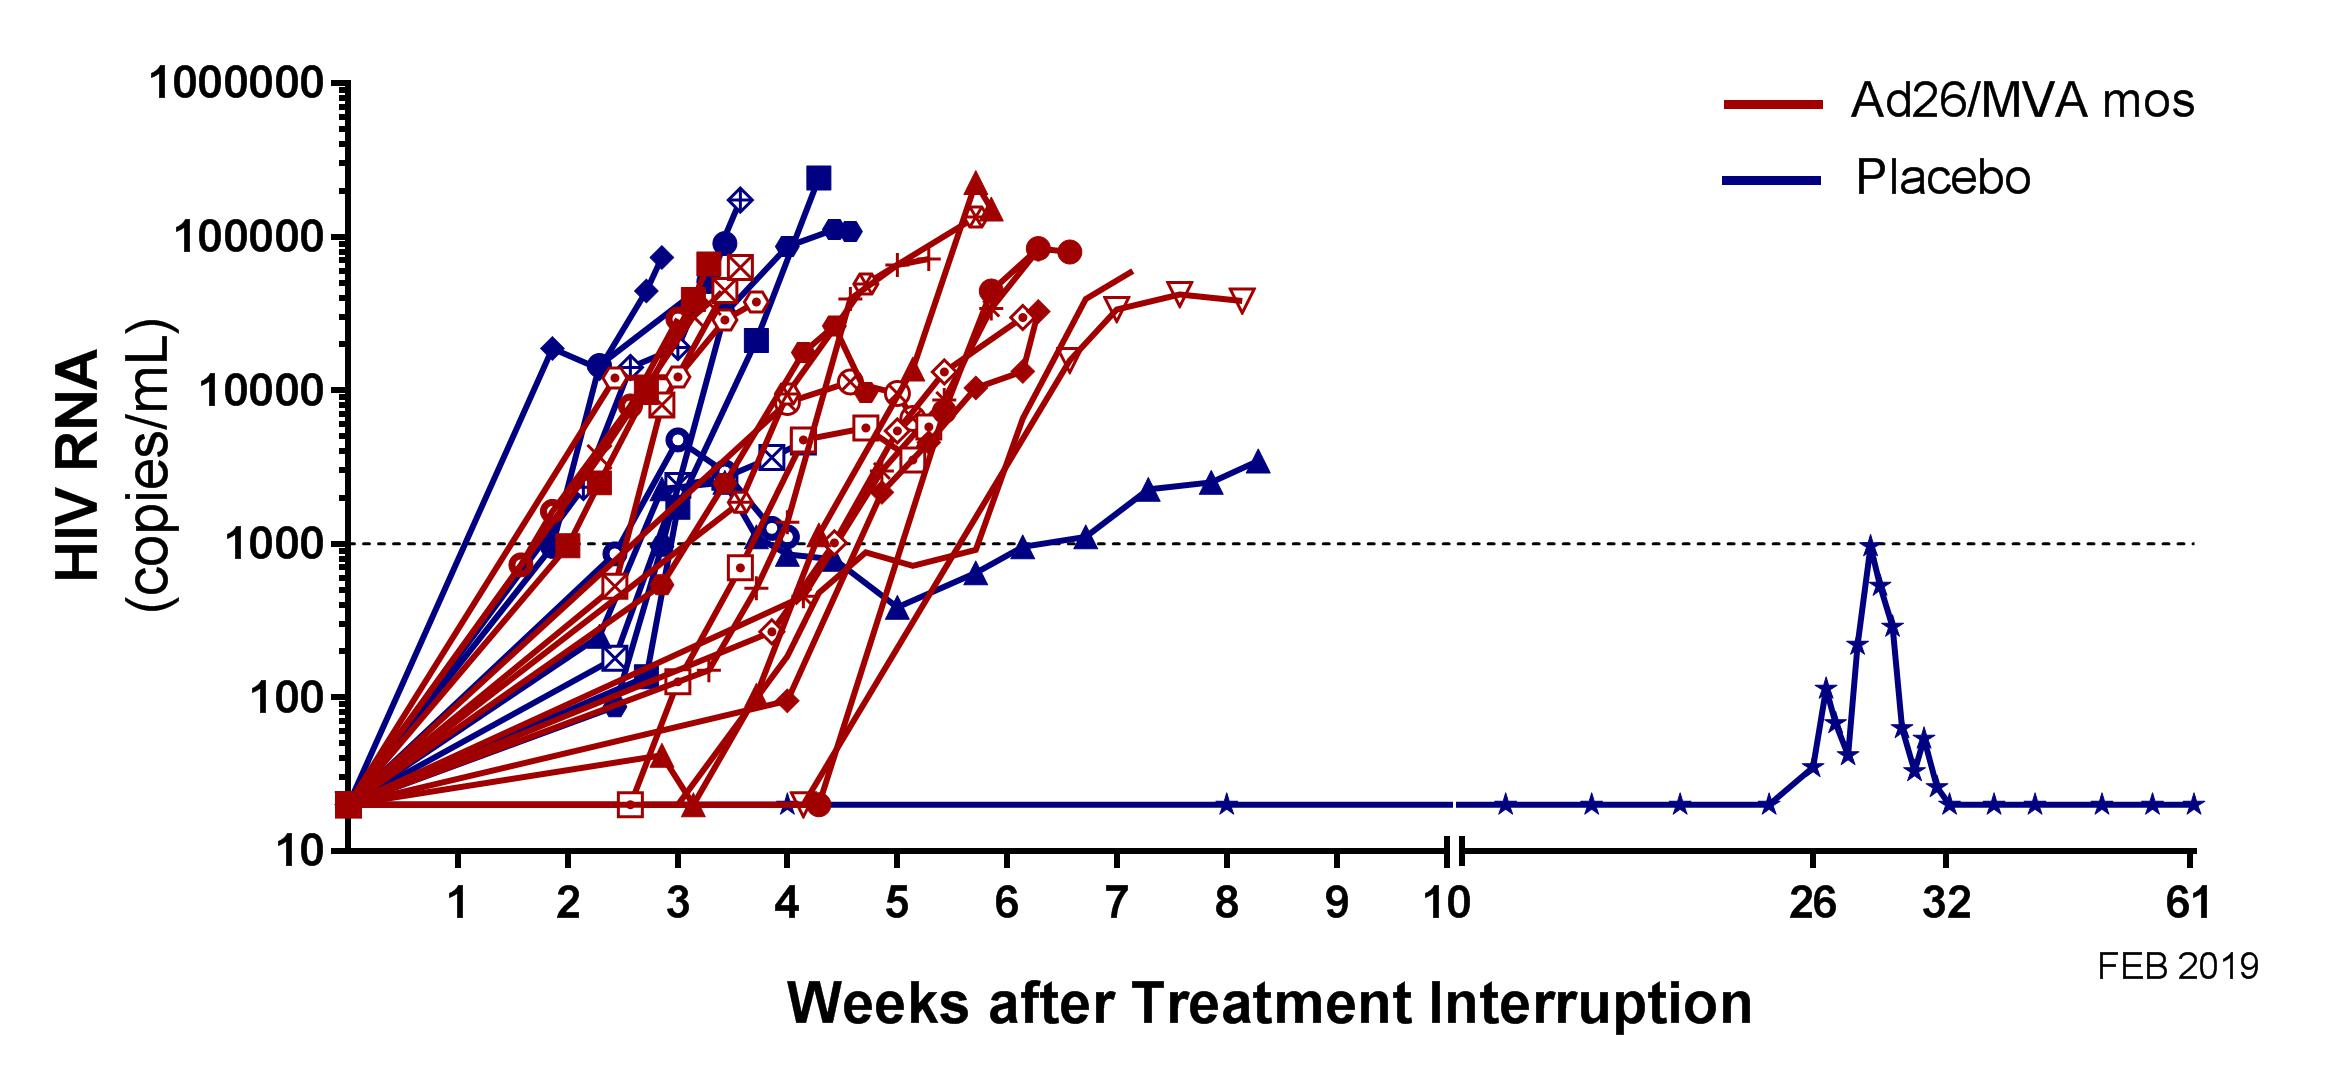 1000000
100000
10000
1000
100
10
HIV RNA
(copies/mL)
Ad26/MVA mos
Placebo
1 2 3 4 5 6 7 8 9 10 26 32 61
FEB 2019
Weeks after Treatment Interruption